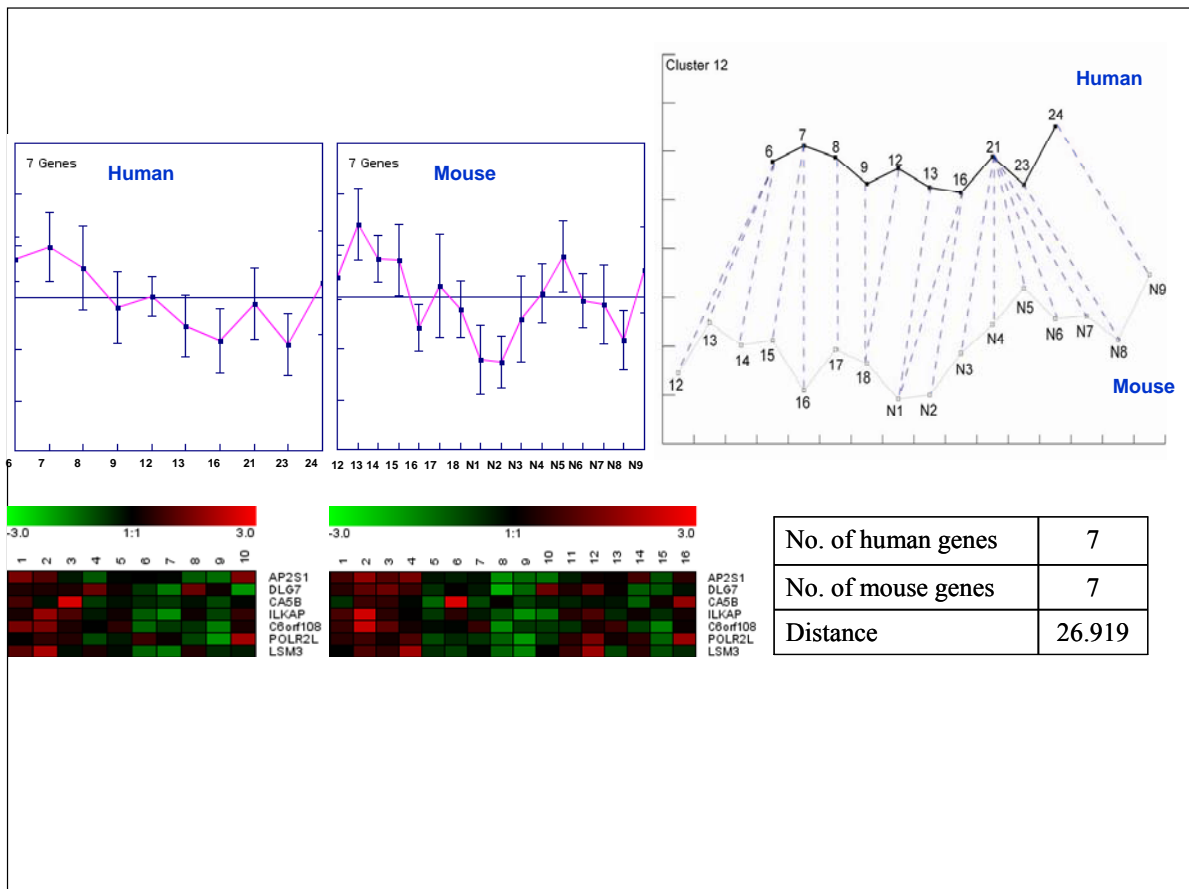 7 Genes
Human
6 7 8 9 12 13 16 21 23 24
7 Genes
Mouse
12 13 14 15 16 17 18 N1 N2 N3 N4 N5 N6 N7 N8 N9
Cluster 12
Human
6 7 8 9 12 13 16 21 23 24
12 13 14 15 16 17 18 N1 N2 N3 N4 N5 N6 N7 N8 N9
Mouse
-3.0 1:1 3.0
1 2 3 4 5 6 7 8 9 10
AP2S1
DLG7
CA5B
ILKAP
C6orf108
POLR2L
LSM3
-3.0 1:1 3.0
1 2 3 4 5 6 7 8 9 10 11 12 13 14 15 16
AP2S1
DLG7
CA5B
ILKAP
C6orf108
POLR2L
LSM3
No. of human genes 7
No. of mouse genes 7
Distance 26.919